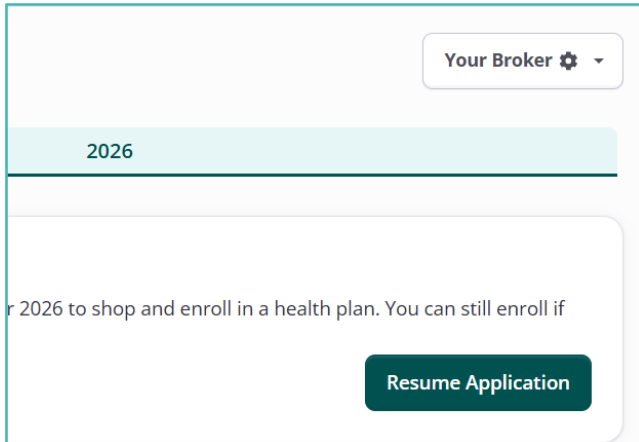 Your Broker
2026
r 2026 to shop and enroll in a health plan. You can still enroll if
Resume Application